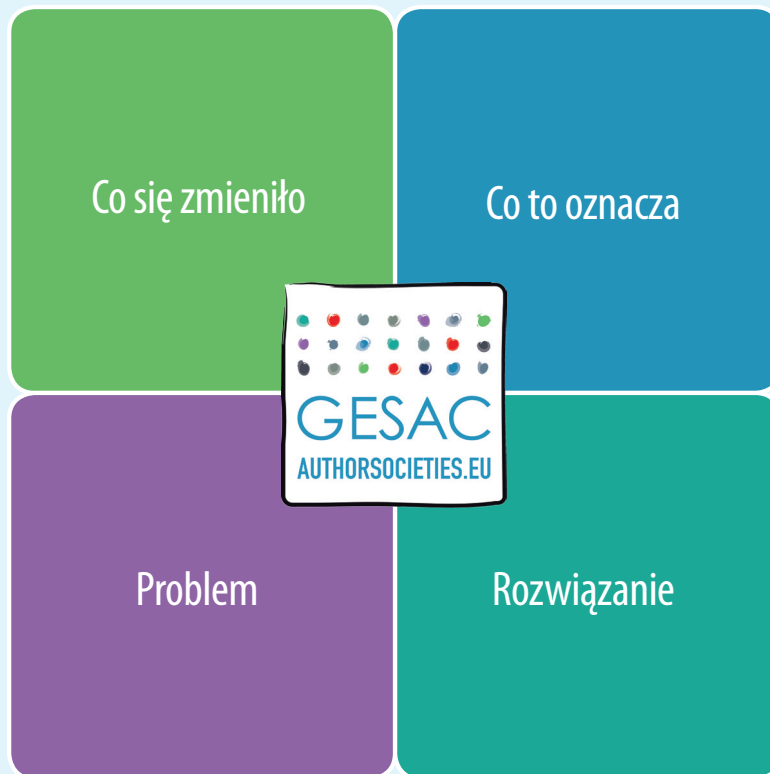 Co się zmieniło
Co to oznacza
GESAC
AUTHORSOCIETIES.EU
Problem
Rozwiązanie